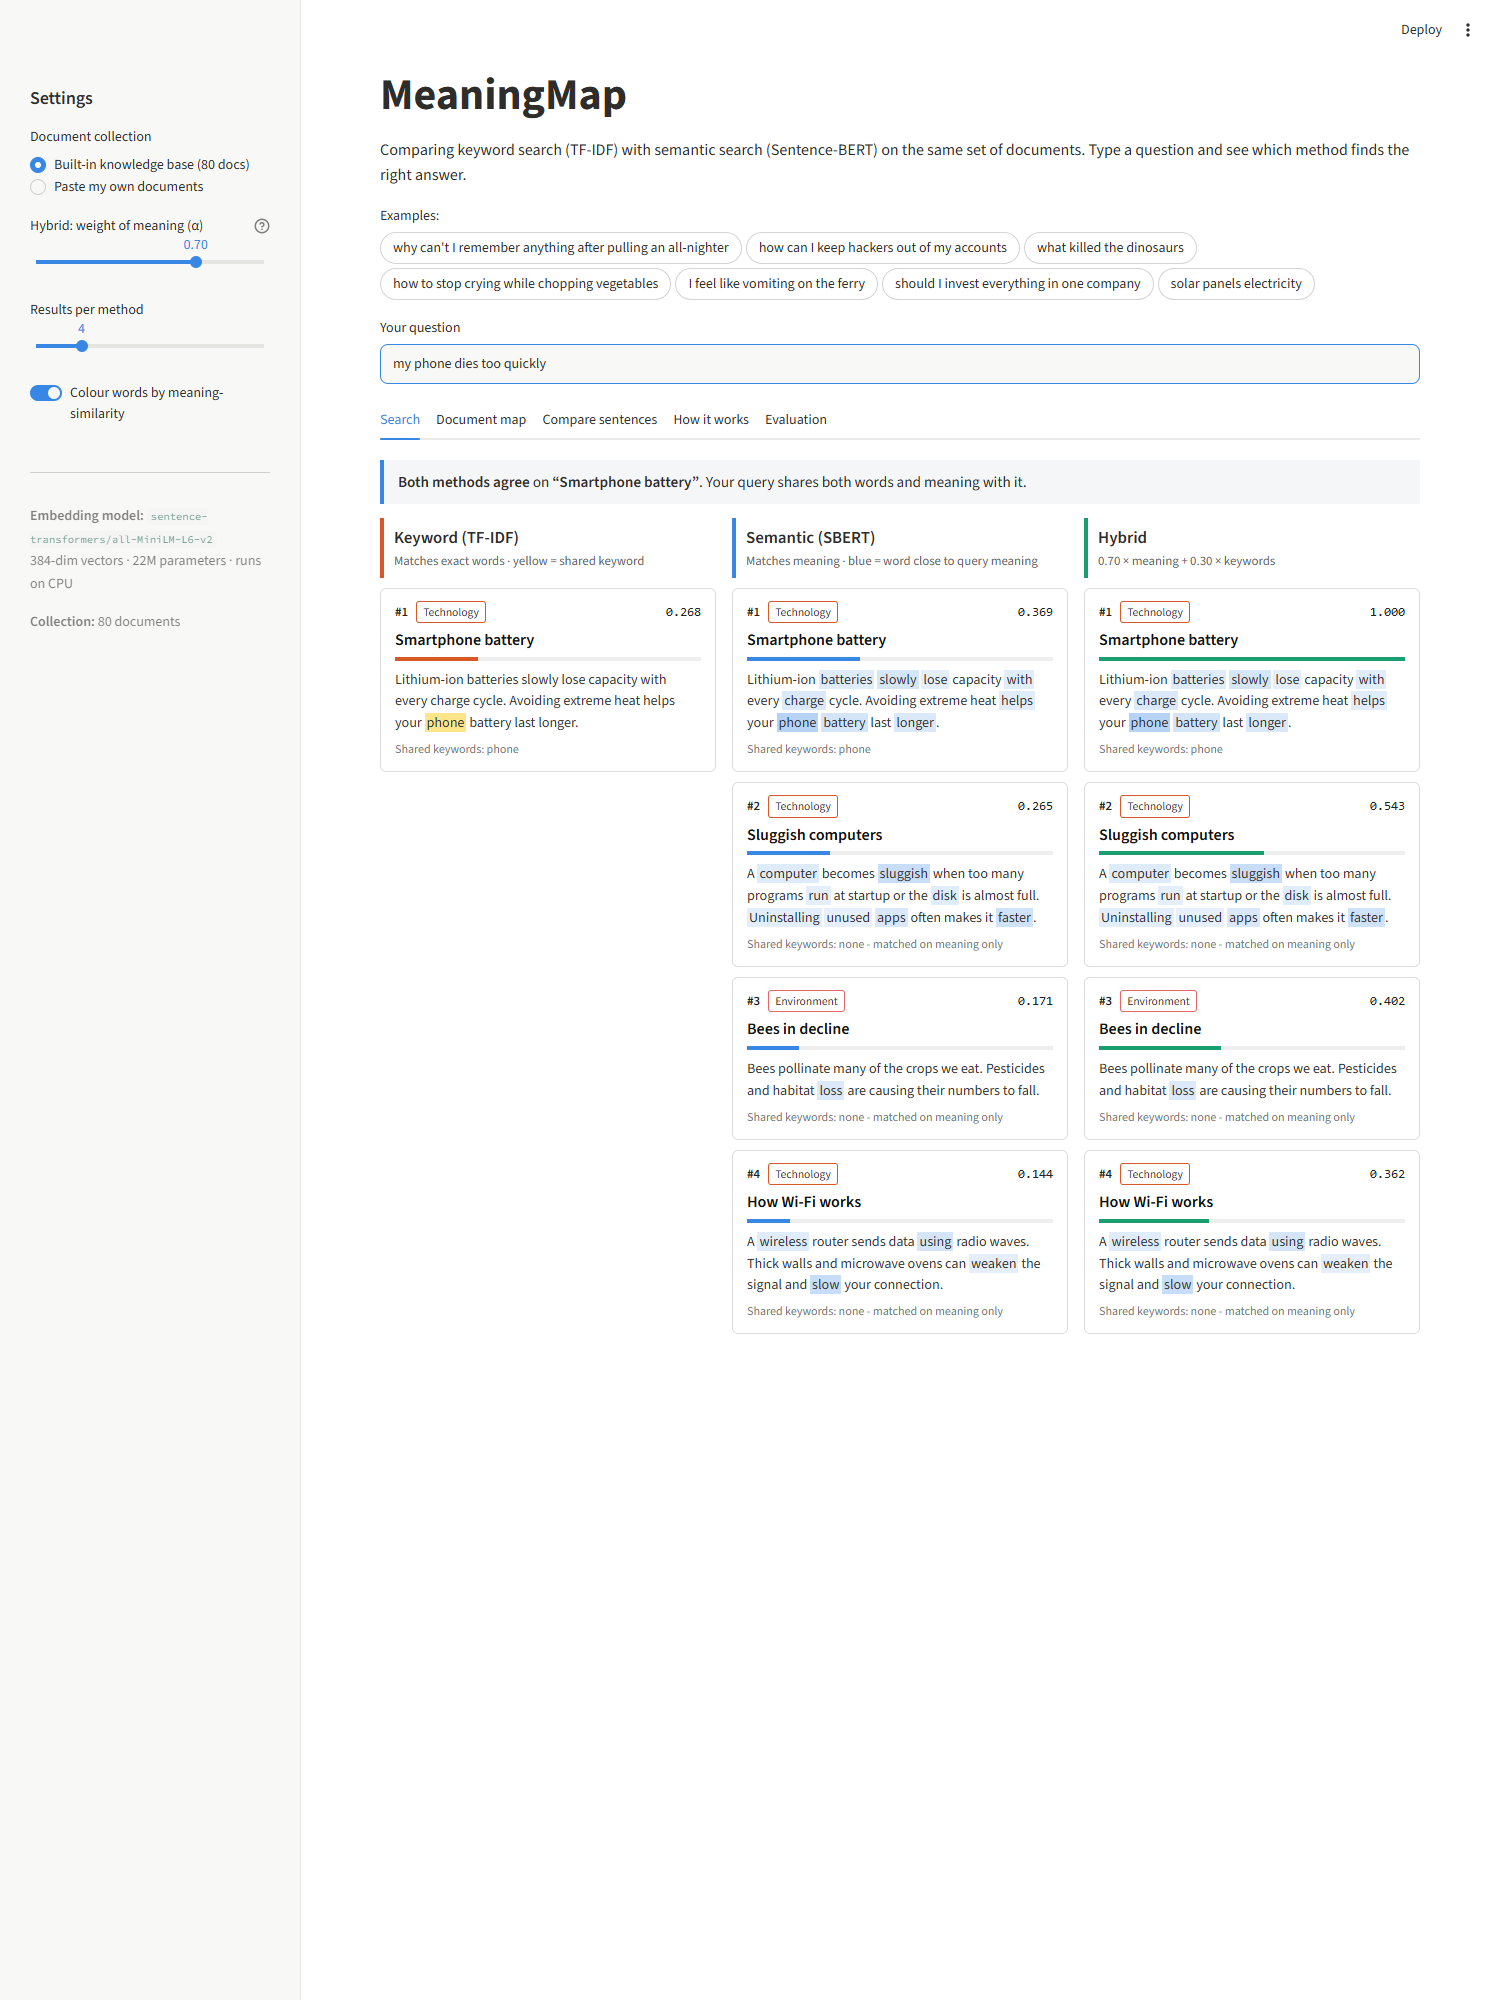 Deploy
Settings
Document collection
Built-in knowledge base (80 docs)
Paste my own documents
Hybrid: weight of meaning (α)
0.70
Results per method
4
Colour words by meaning-
similarity
Embedding model: sentence-
transformers/all-MiniLM-L6-v2
384-dim vectors · 22M parameters · runs
on CPU
Collection: 80 documents
MeaningMap
Comparing keyword search (TF-IDF) with semantic search (Sentence-BERT) on the same set of documents. Type a question and see which method finds the
right answer.
Examples:
why can't I remember anything after pulling an all-nighter
how can I keep hackers out of my accounts
what killed the dinosaurs
how to stop crying while chopping vegetables
I feel like vomiting on the ferry
should I invest everything in one company
solar panels electricity
Your question
my phone dies too quickly
Search
Document map
Compare sentences
How it works
Evaluation
Both methods agree on “Smartphone battery”. Your query shares both words and meaning with it.
Keyword (TF-IDF)
Matches exact words · yellow = shared keyword
#1 Technology 0.268
Smartphone battery
Lithium-ion batteries slowly lose capacity with
every charge cycle. Avoiding extreme heat helps
your phone battery last longer.
Shared keywords: phone
Semantic (SBERT)
Matches meaning · blue = word close to query meaning
#1 Technology 0.369
Smartphone battery
Lithium-ion batteries slowly lose capacity with
every charge cycle. Avoiding extreme heat helps
your phone battery last longer.
Shared keywords: phone
#2 Technology 0.265
Sluggish computers
A computer becomes sluggish when too many
programs run at startup or the disk is almost full.
Uninstalling unused apps often makes it faster.
Shared keywords: none - matched on meaning only
#3 Environment 0.171
Bees in decline
Bees pollinate many of the crops we eat. Pesticides
and habitat loss are causing their numbers to fall.
Shared keywords: none - matched on meaning only
#4 Technology 0.144
How Wi-Fi works
A wireless router sends data using radio waves.
Thick walls and microwave ovens can weaken the
signal and slow your connection.
Shared keywords: none - matched on meaning only
Hybrid
0.70 × meaning + 0.30 × keywords
#1 Technology 1.000
Smartphone battery
Lithium-ion batteries slowly lose capacity with
every charge cycle. Avoiding extreme heat helps
your phone battery last longer.
Shared keywords: phone
#2 Technology 0.543
Sluggish computers
A computer becomes sluggish when too many
programs run at startup or the disk is almost full.
Uninstalling unused apps often makes it faster.
Shared keywords: none - matched on meaning only
#3 Environment 0.402
Bees in decline
Bees pollinate many of the crops we eat. Pesticides
and habitat loss are causing their numbers to fall.
Shared keywords: none - matched on meaning only
#4 Technology 0.362
How Wi-Fi works
A wireless router sends data using radio waves.
Thick walls and microwave ovens can weaken the
signal and slow your connection.
Shared keywords: none - matched on meaning only